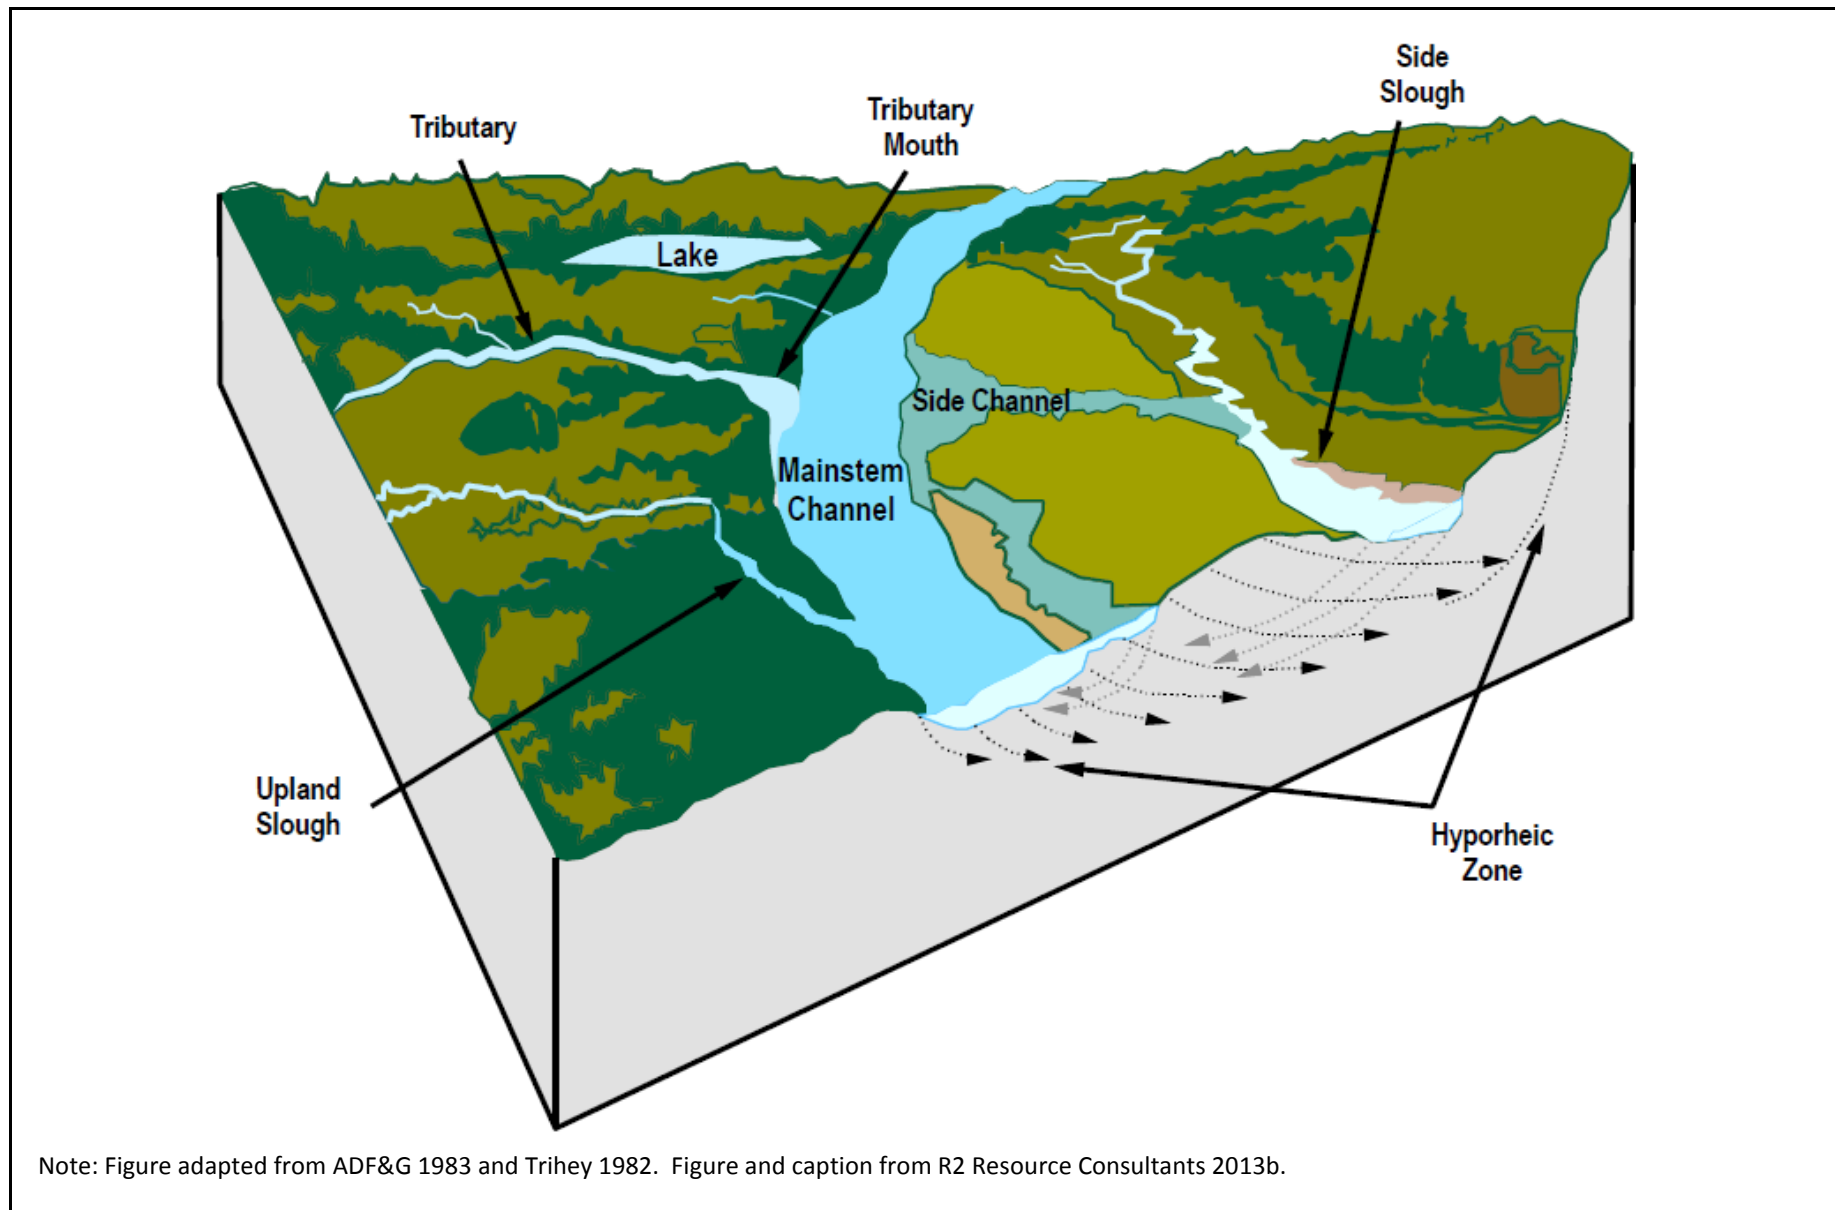 Side
Slough
Tributary
Mouth
Tributary
Lake
Side Channel
Mainstem
Channel
Upland
Slough
Hyporheic
Zone
Note: Figure adapted from ADF&G 1983 and Trihey 1982.  Figure and caption from R2 Resource Consultants 2013b.